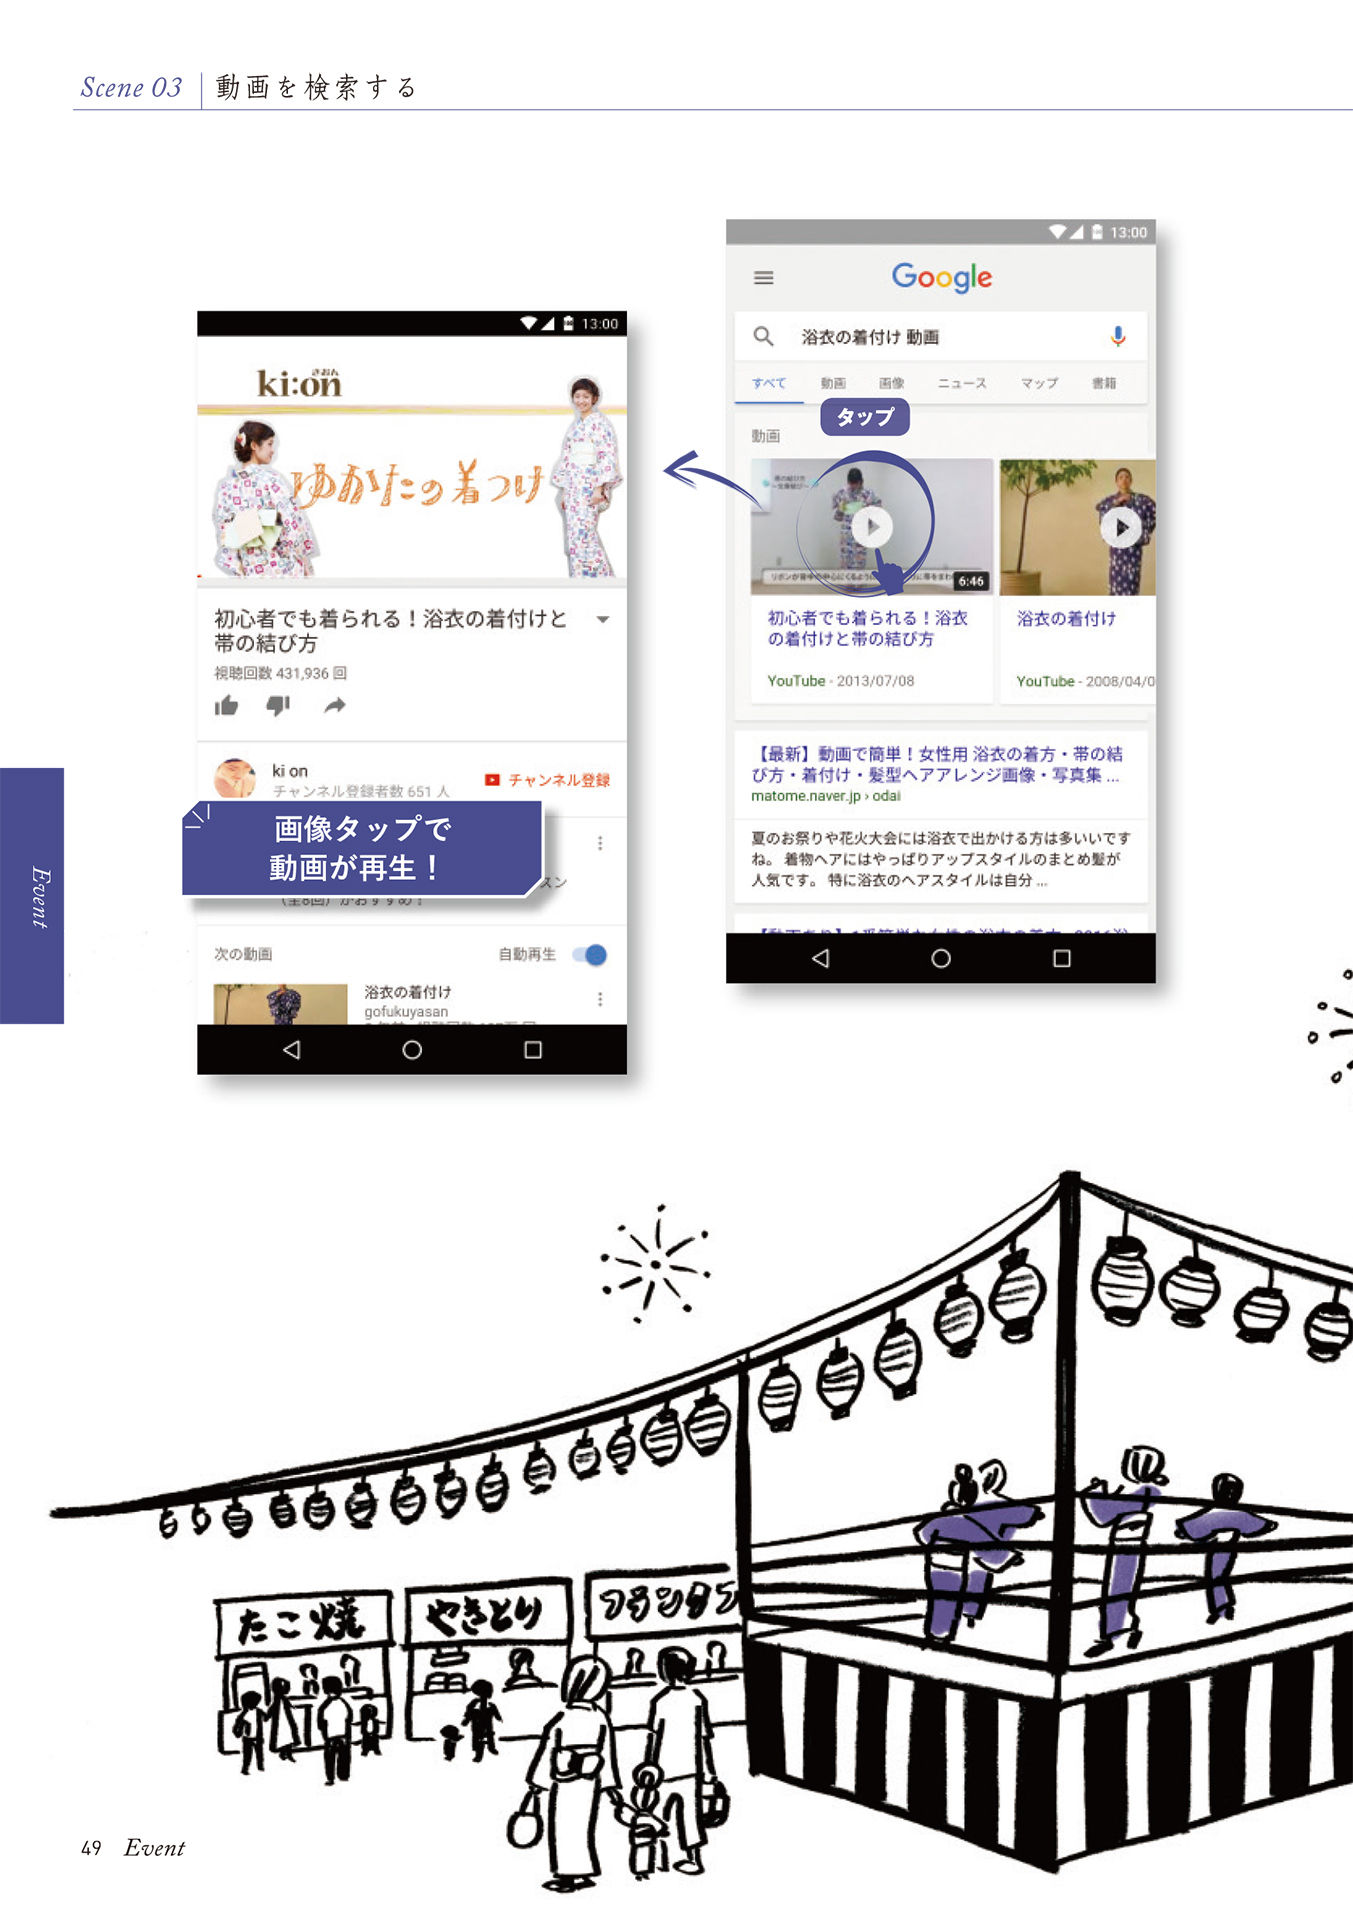 Scene 03 動画を検索する
13:00
Google
浴衣の着付け 動画
すべて 動画 画像 ニュース マップ 書籍
タップ
動画
6:46
初心者でも着られる！浴衣
の着付けと帯の結び方
YouTube - 2013/07/08
浴衣の着付け
YouTube - 2008/04/0
【最新】動画で簡単！女性用 浴衣の着方・帯の結
び方・着付け・髪型ヘアアレンジ画像・写真集 ...
matome.naver.jp › odai
夏のお祭りや花火大会には浴衣で出かける方は多いいです
ね。 着物ヘアにはやっぱりアップスタイルのまとめ髪が
人気です。 特に浴衣のヘアスタイルは自分 ...
13:00
きおん
ki:on
ゆかたの着つけ
初心者でも着られる！浴衣の着付けと
帯の結び方
視聴回数 431,936 回
ki on
チャンネル登録者数 651 人
チャンネル登録
画像タップで
動画が再生！
スン
（全8回）がおすすめ！
次の動画 自動再生
浴衣の着付け
gofukuyasan
Event
たこ焼
やきとり
49 Event